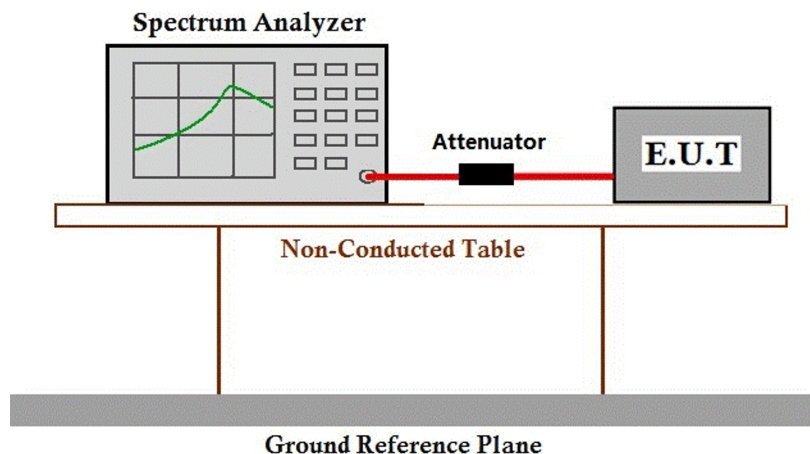 Spectrum Analyzer
Attenuator
E.U.T
Non-Conducted Table
Ground Reference Plane